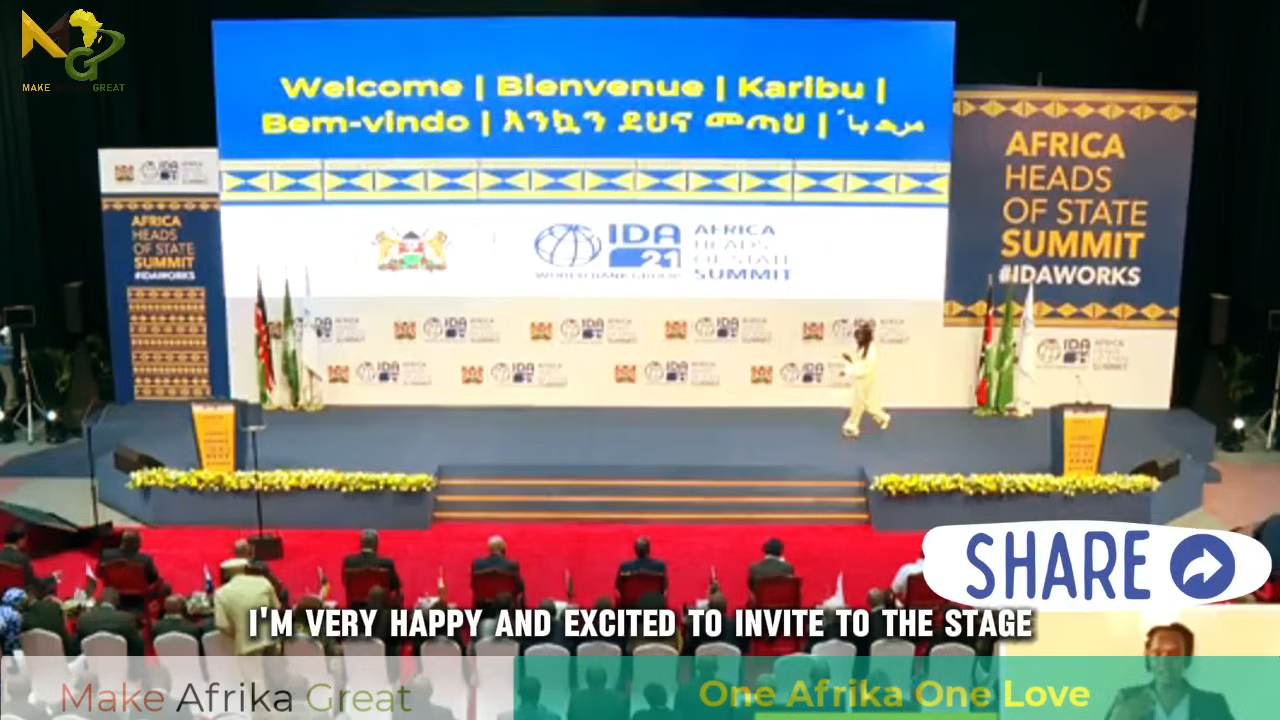 MAKE AFRIKA GREAT
Welcome | Bienvenue | Karibu |
Bem-vindo | እንኳን ደህና መጣህ |
AFRICA
HEADS
OF STATE
SUMMIT
#IDAWORKS
IDA
21
WORLD BANK GROUP
AFRICA
HEADS
OF STATE
SUMMIT
AFRICA
HEADS
OF STATE
SUMMIT
#IDAWORKS
SHARE
I'M VERY HAPPY AND EXCITED TO INVITE TO THE STAGE
Make Afrika Great
One Afrika One Love